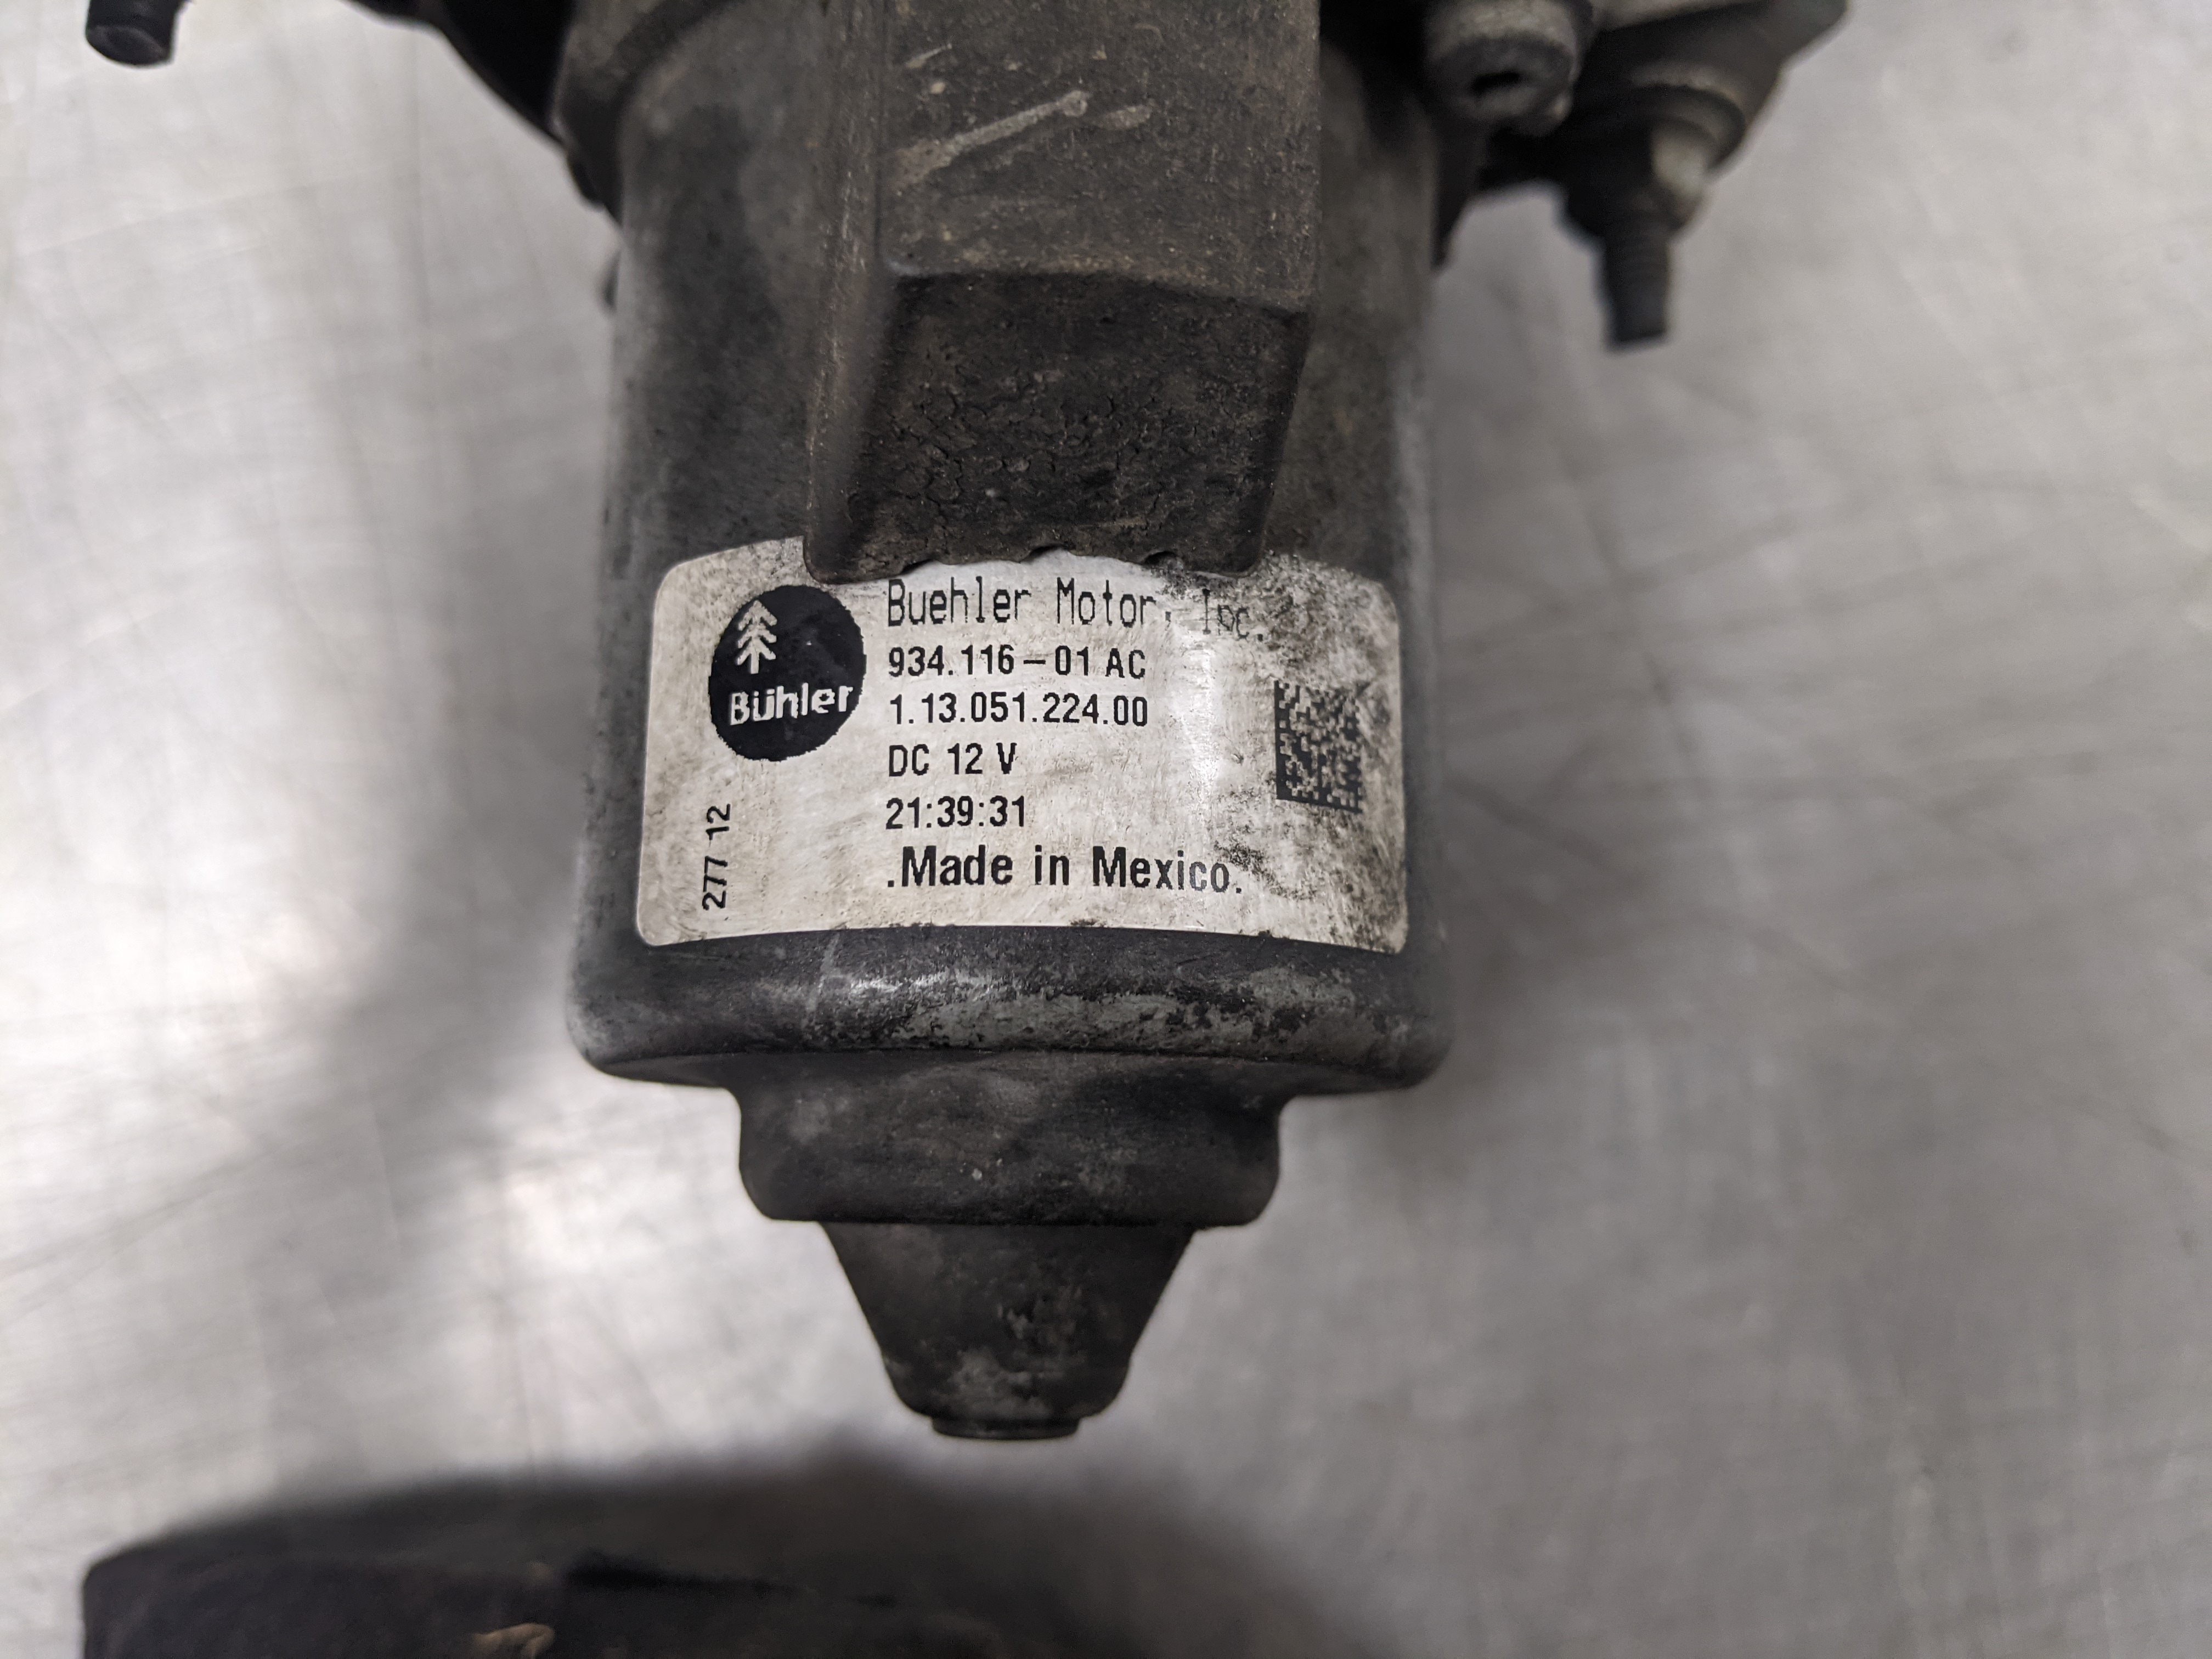 Bühler
Buehler Motor, Inc.
934.116-01 AC
1.13.051.224.00
DC 12 V
21:39:31
.Made in Mexico.
277 12